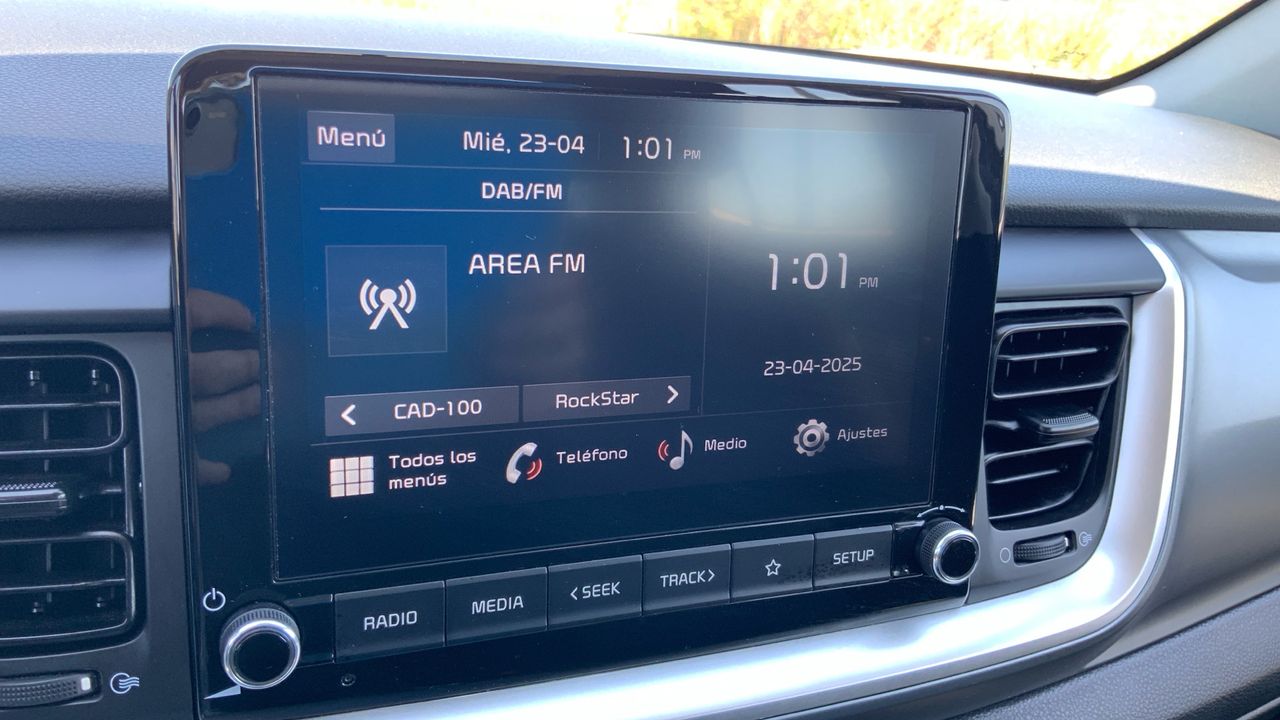 Menú
Mié, 23-04
1:01 PM
DAB/FM
AREA FM
1:01 PM
23-04-2025
< CAD-100
RockStar >
Todos los
menús
Teléfono
Medio
Ajustes
RADIO
MEDIA
<SEEK
TRACK>
SETUP